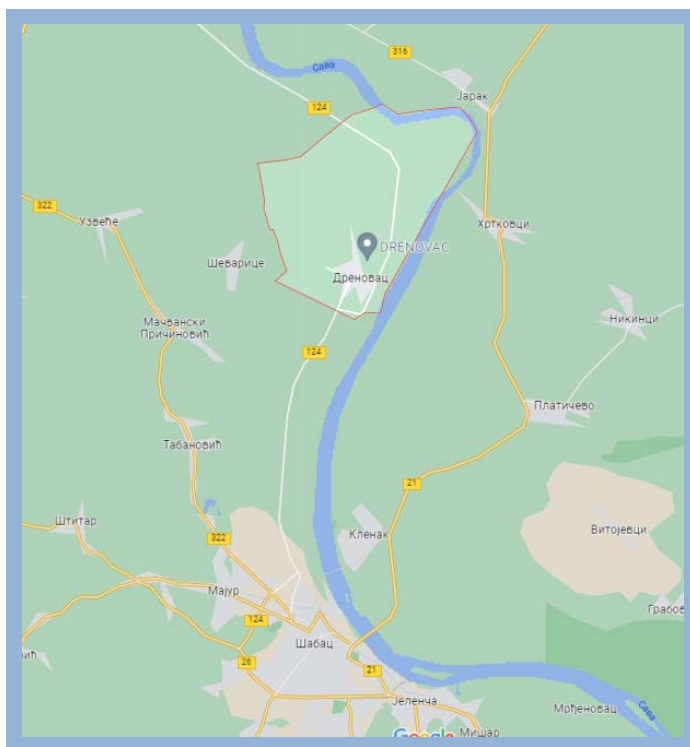 316
Сава
Јарак
124
322
Узвеће
Хртковци
DRENOVAC
Шеварице
Дреновац
Мачвански
Причиновић
Никинци
124
Платичево
Табановић
21
Штитар
Кленак
Витојевци
322
Мајур
Грабов
124
Шабац
ић
26
21
Јеленча
Мрђеновац
Сава
Мишар
Google